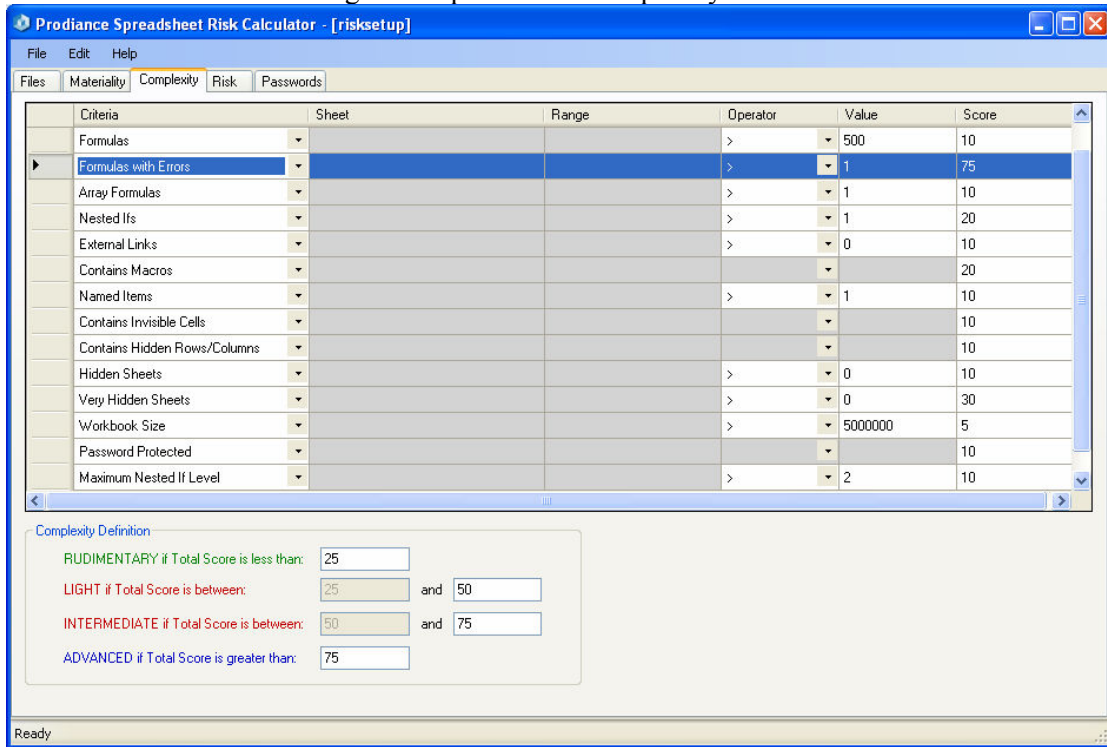 Prodiance Spreadsheet Risk Calculator - [risksetup]
File Edit Help
Files Materiality Complexity Risk Passwords
Criteria Sheet Range Operator Value Score
Formulas > 500 10
Formulas with Errors > 1 75
Array Formulas > 1 10
Nested Ifs > 1 20
External Links > 0 10
Contains Macros 20
Named Items > 1 10
Contains Invisible Cells 10
Contains Hidden Rows/Columns 10
Hidden Sheets > 0 10
Very Hidden Sheets > 0 30
Workbook Size > 5000000 5
Password Protected 10
Maximum Nested If Level > 2 10
Complexity Definition
RUDIMENTARY if Total Score is less than: 25
LIGHT if Total Score is between: 25 and 50
INTERMEDIATE if Total Score is between: 50 and 75
ADVANCED if Total Score is greater than: 75
Ready